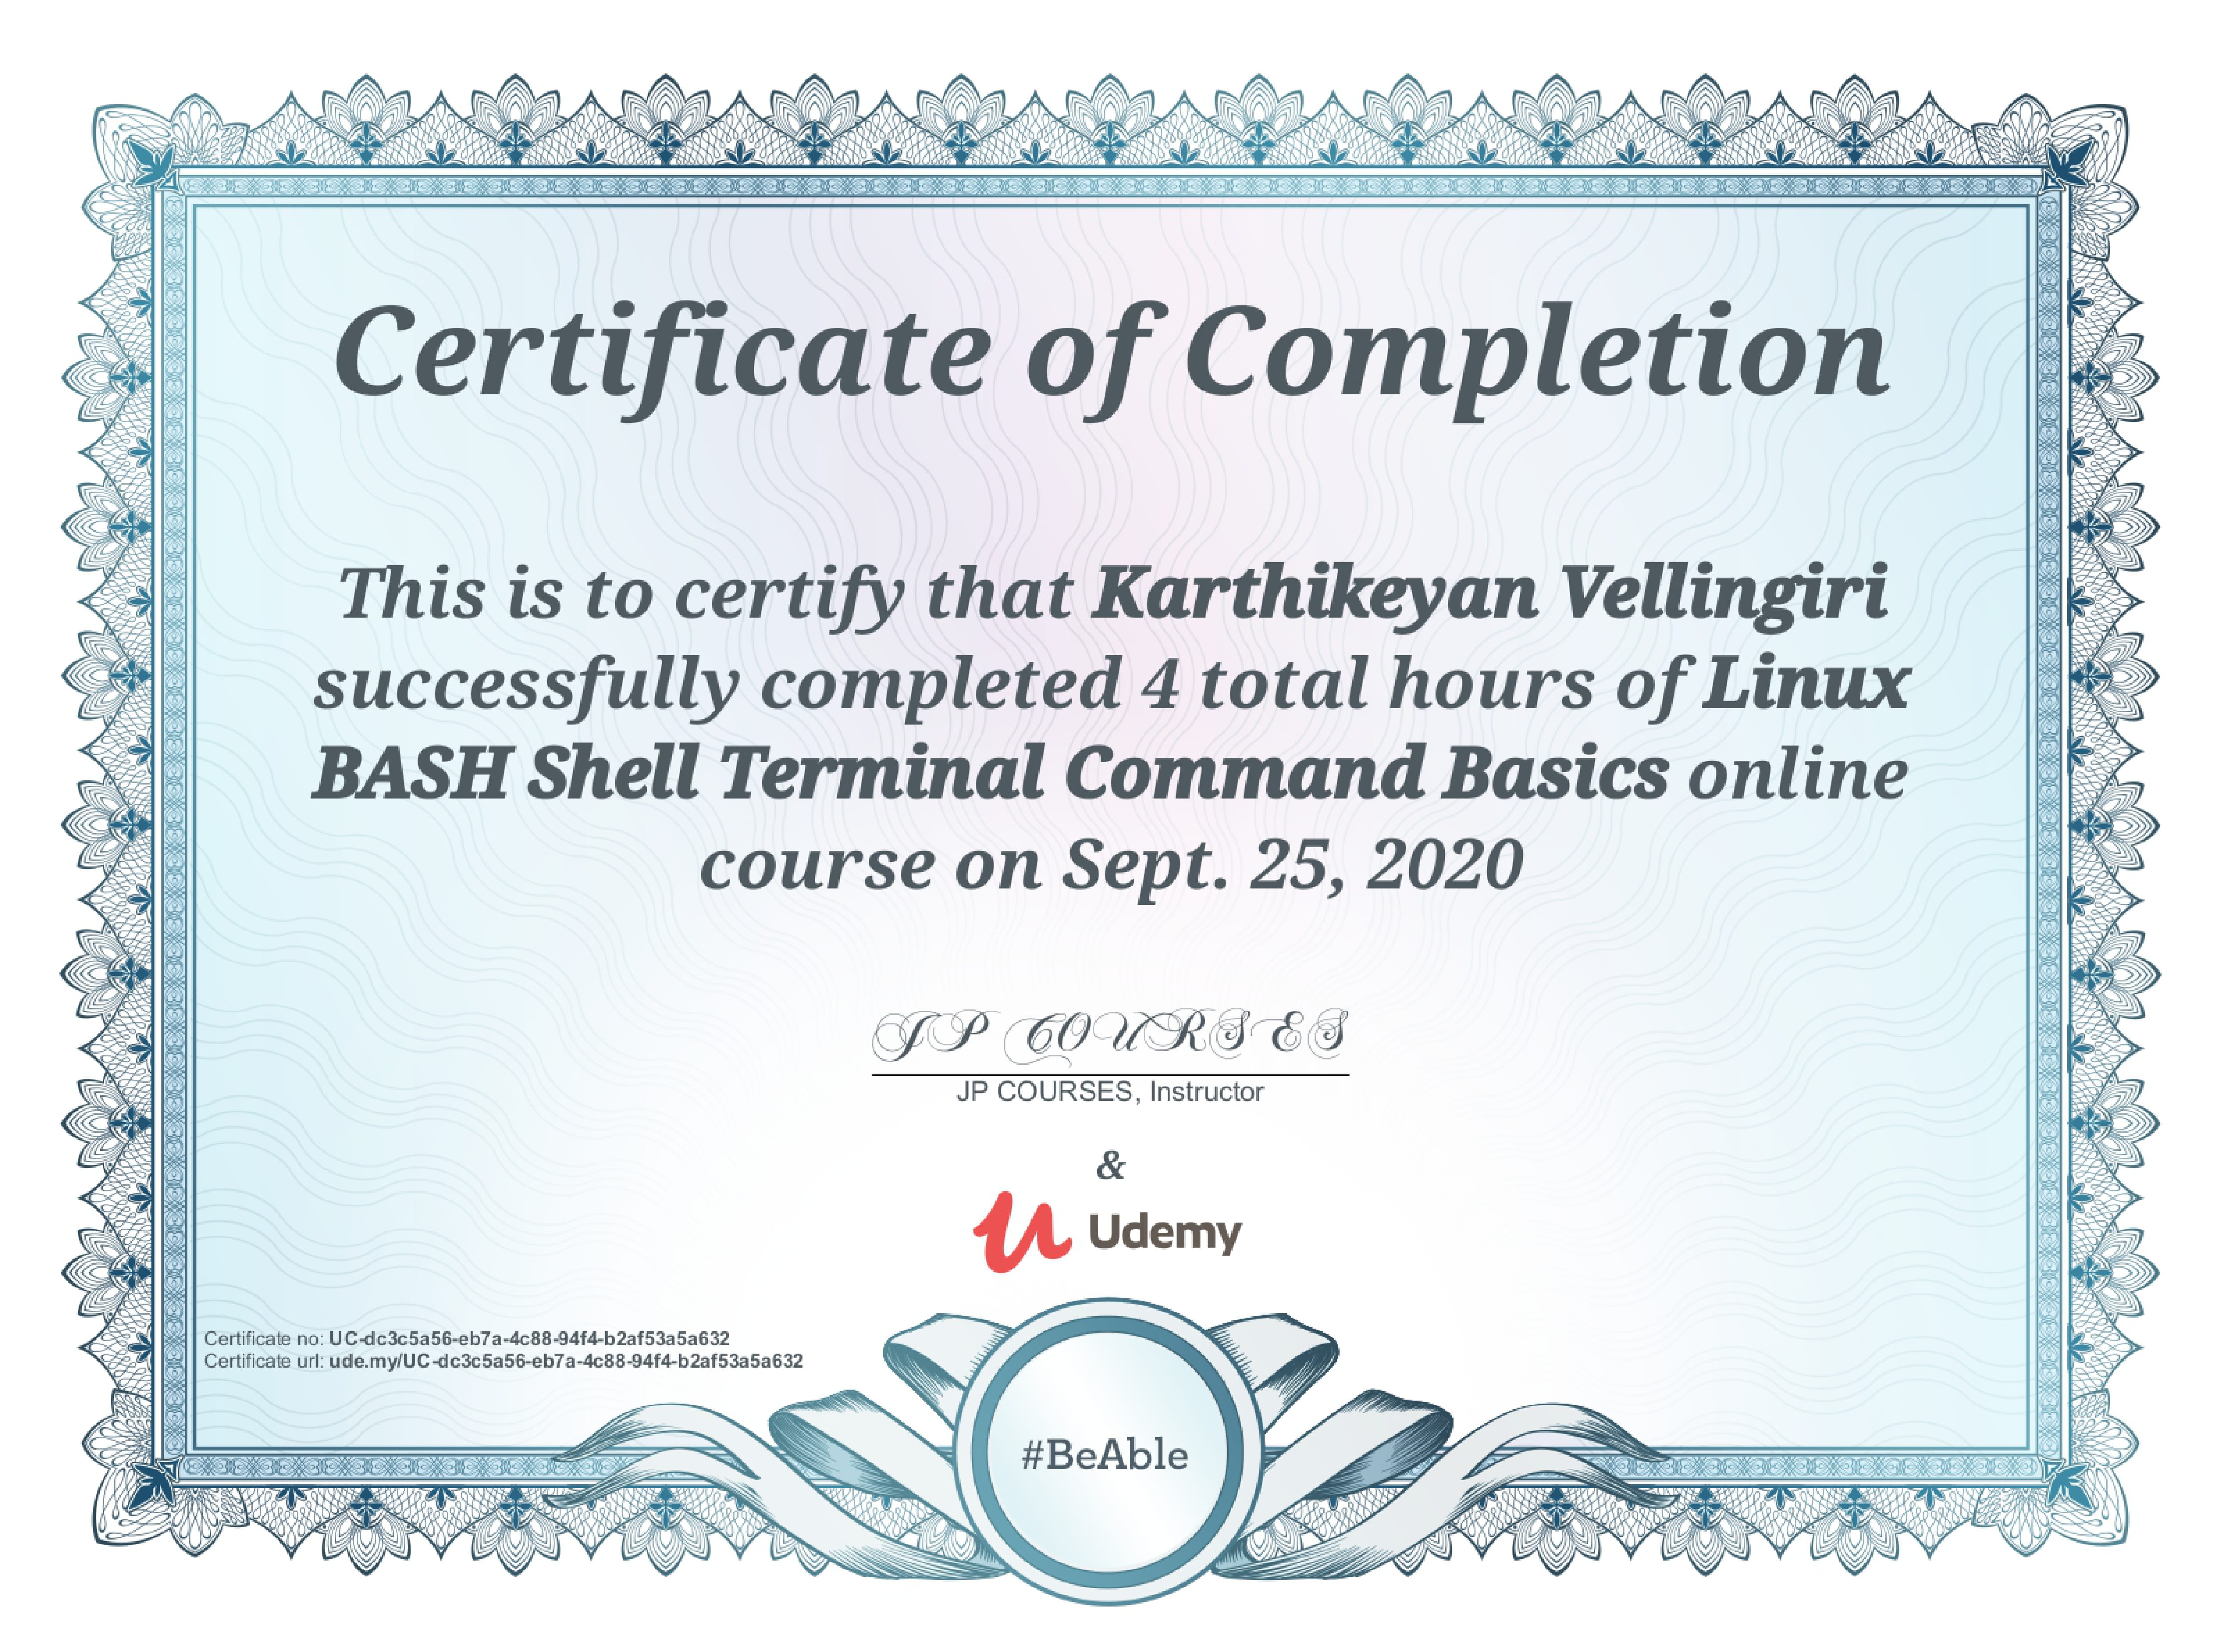 Certificate of Completion
This is to certify that Karthikeyan Vellingiri
successfully completed 4 total hours of Linux
BASH Shell Terminal Command Basics online
course on Sept. 25, 2020
JP COURSES
JP COURSES, Instructor
&
Udemy
Certificate no: UC-dc3c5a56-eb7a-4c88-94f4-b2af53a5a632
Certificate url: ude.my/UC-dc3c5a56-eb7a-4c88-94f4-b2af53a5a632
#BeAble